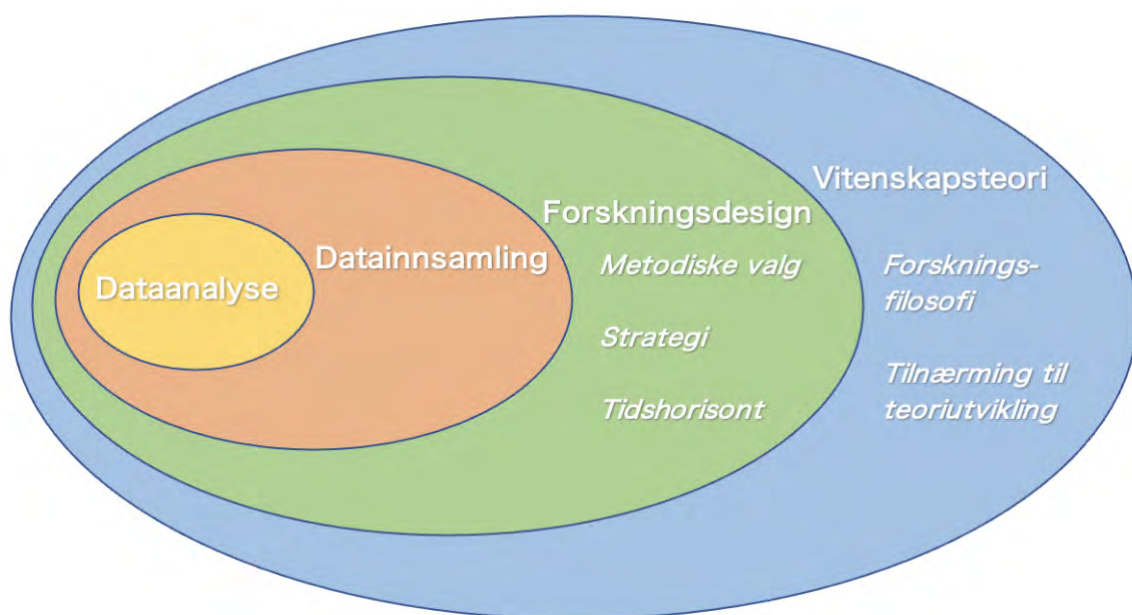 Vitenskapsteori
Forskningsdesign
Datainnsamling
Dataanalyse
Metodiske valg
Strategi
Tidshorisont
Forsknings-
filosofi
Tilnærming til
teoriutvikling